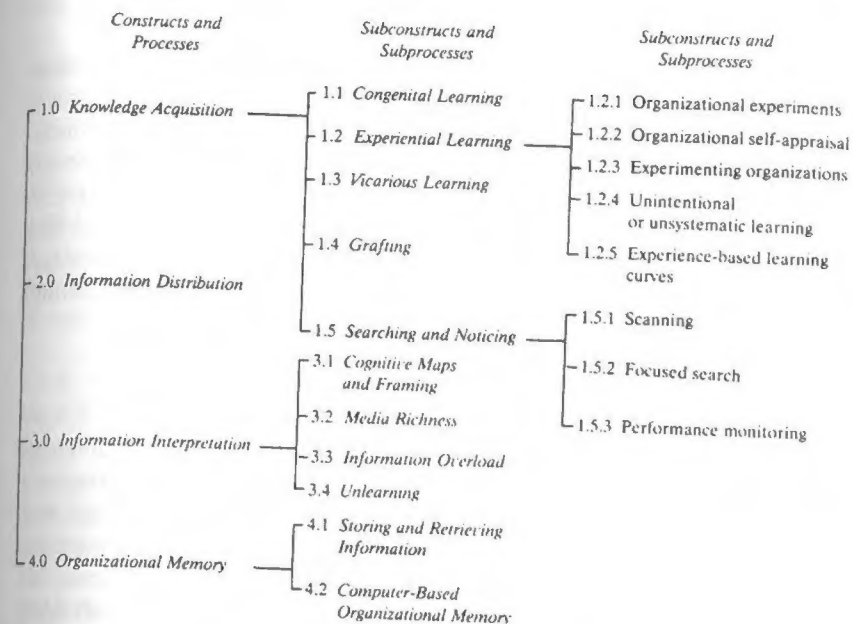 Constructs and
Processes
Subconstructs and
Subprocesses
Subconstructs and
Subprocesses
1.0 Knowledge Acquisition
1.1 Congenital Learning
1.2 Experiential Learning
1.2.1 Organizational experiments
1.2.2 Organizational self-appraisal
1.2.3 Experimenting organizations
1.2.4 Unintentional
or unsystematic learning
1.2.5 Experience-based learning
curves
1.3 Vicarious Learning
1.4 Grafting
1.5 Searching and Noticing
1.5.1 Scanning
1.5.2 Focused search
1.5.3 Performance monitoring
2.0 Information Distribution
3.0 Information Interpretation
3.1 Cognitive Maps
and Framing
3.2 Media Richness
3.3 Information Overload
3.4 Unlearning
4.0 Organizational Memory
4.1 Storing and Retrieving
Information
4.2 Computer-Based
Organizational Memory